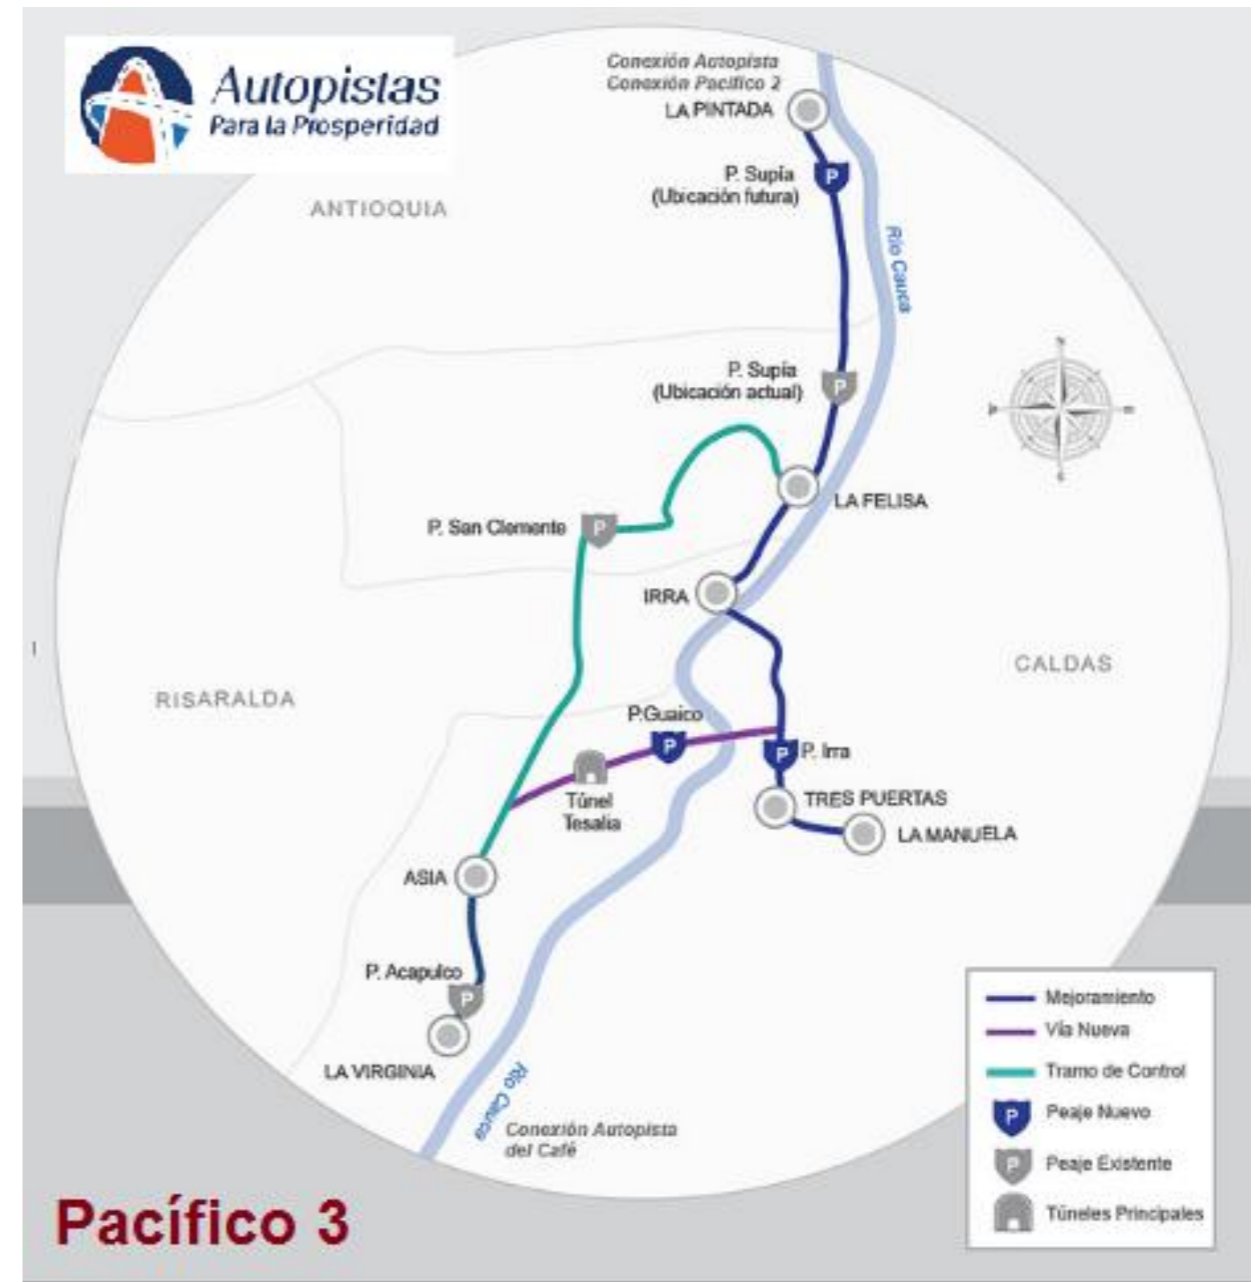 Autopistas
Para la Prosperidad
Conexión Autopista
Conexión Pacífico 2
LA PINTADA
P. Supía
(Ubicación futura)
ANTIOQUIA
Río Cauca
P. Supía
(Ubicación actual)
LA FELISA
P. San Clemente
IRRA
CALDAS
RISARALDA
P.Guaico
P. Irra
Túnel
Tesalia
TRES PUERTAS
LA MANUELA
ASIA
P. Acapulco
LA VIRGINIA
Río Cauca
Conexión Autopista
del Café
Mejoramiento
Vía Nueva
Tramo de Control
P Peaje Nuevo
P Peaje Existente
Túneles Principales
Pacífico 3